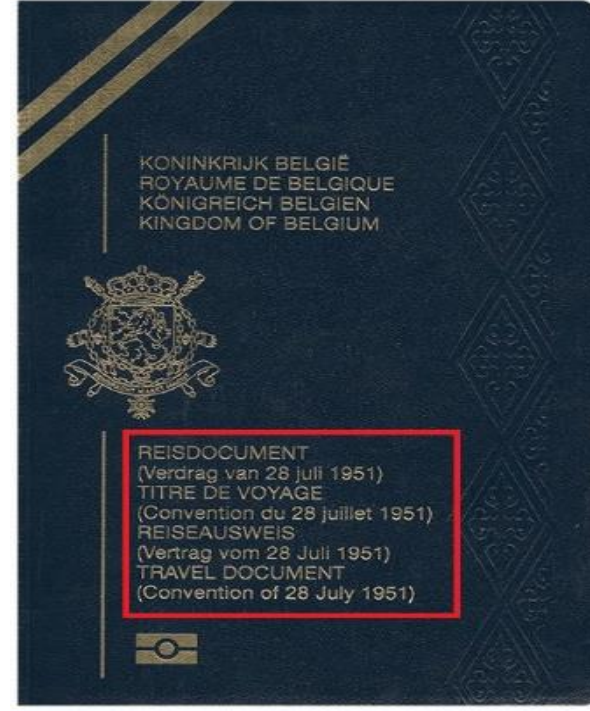 KONINKRIJK BELGIË
ROYAUME DE BELGIQUE
KÖNIGREICH BELGIEN
KINGDOM OF BELGIUM
REISDOCUMENT
(Verdrag van 28 juli 1951)
TITRE DE VOYAGE
(Convention du 28 juillet 1951)
REISEAUSWEIS
(Vertrag vom 28 Juli 1951)
TRAVEL DOCUMENT
(Convention of 28 July 1951)